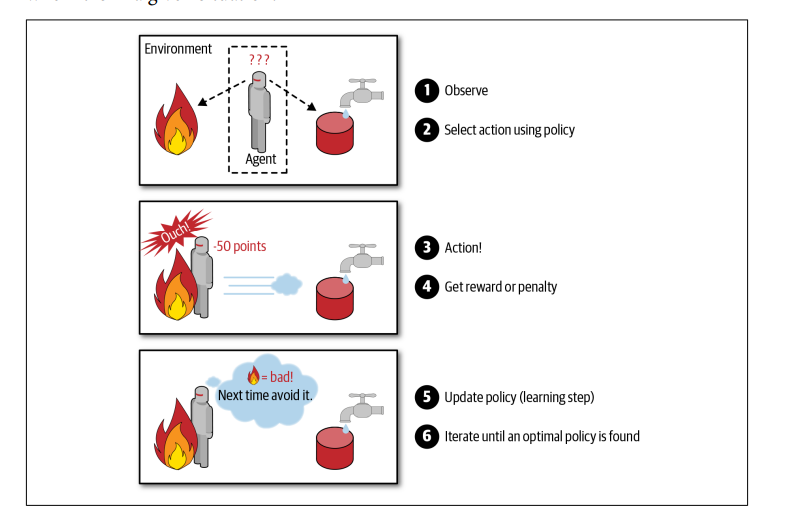 Environment
???
Agent
1 Observe
2 Select action using policy
Ouch!
-50 points
3 Action!
4 Get reward or penalty
= bad!
Next time avoid it.
5 Update policy (learning step)
6 Iterate until an optimal policy is found